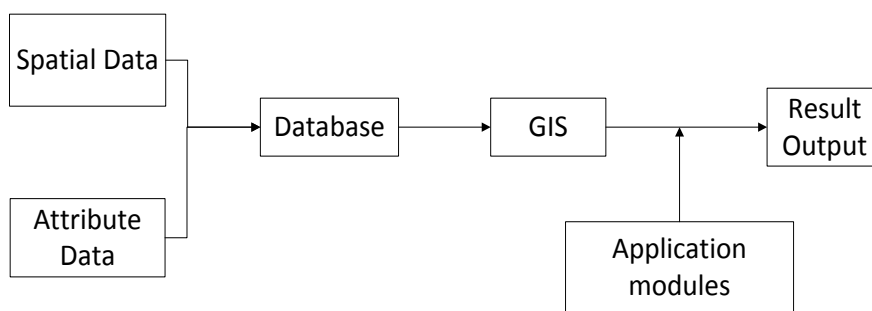 Spatial Data
Attribute
Data
Database
GIS
Application
modules
Result
Output